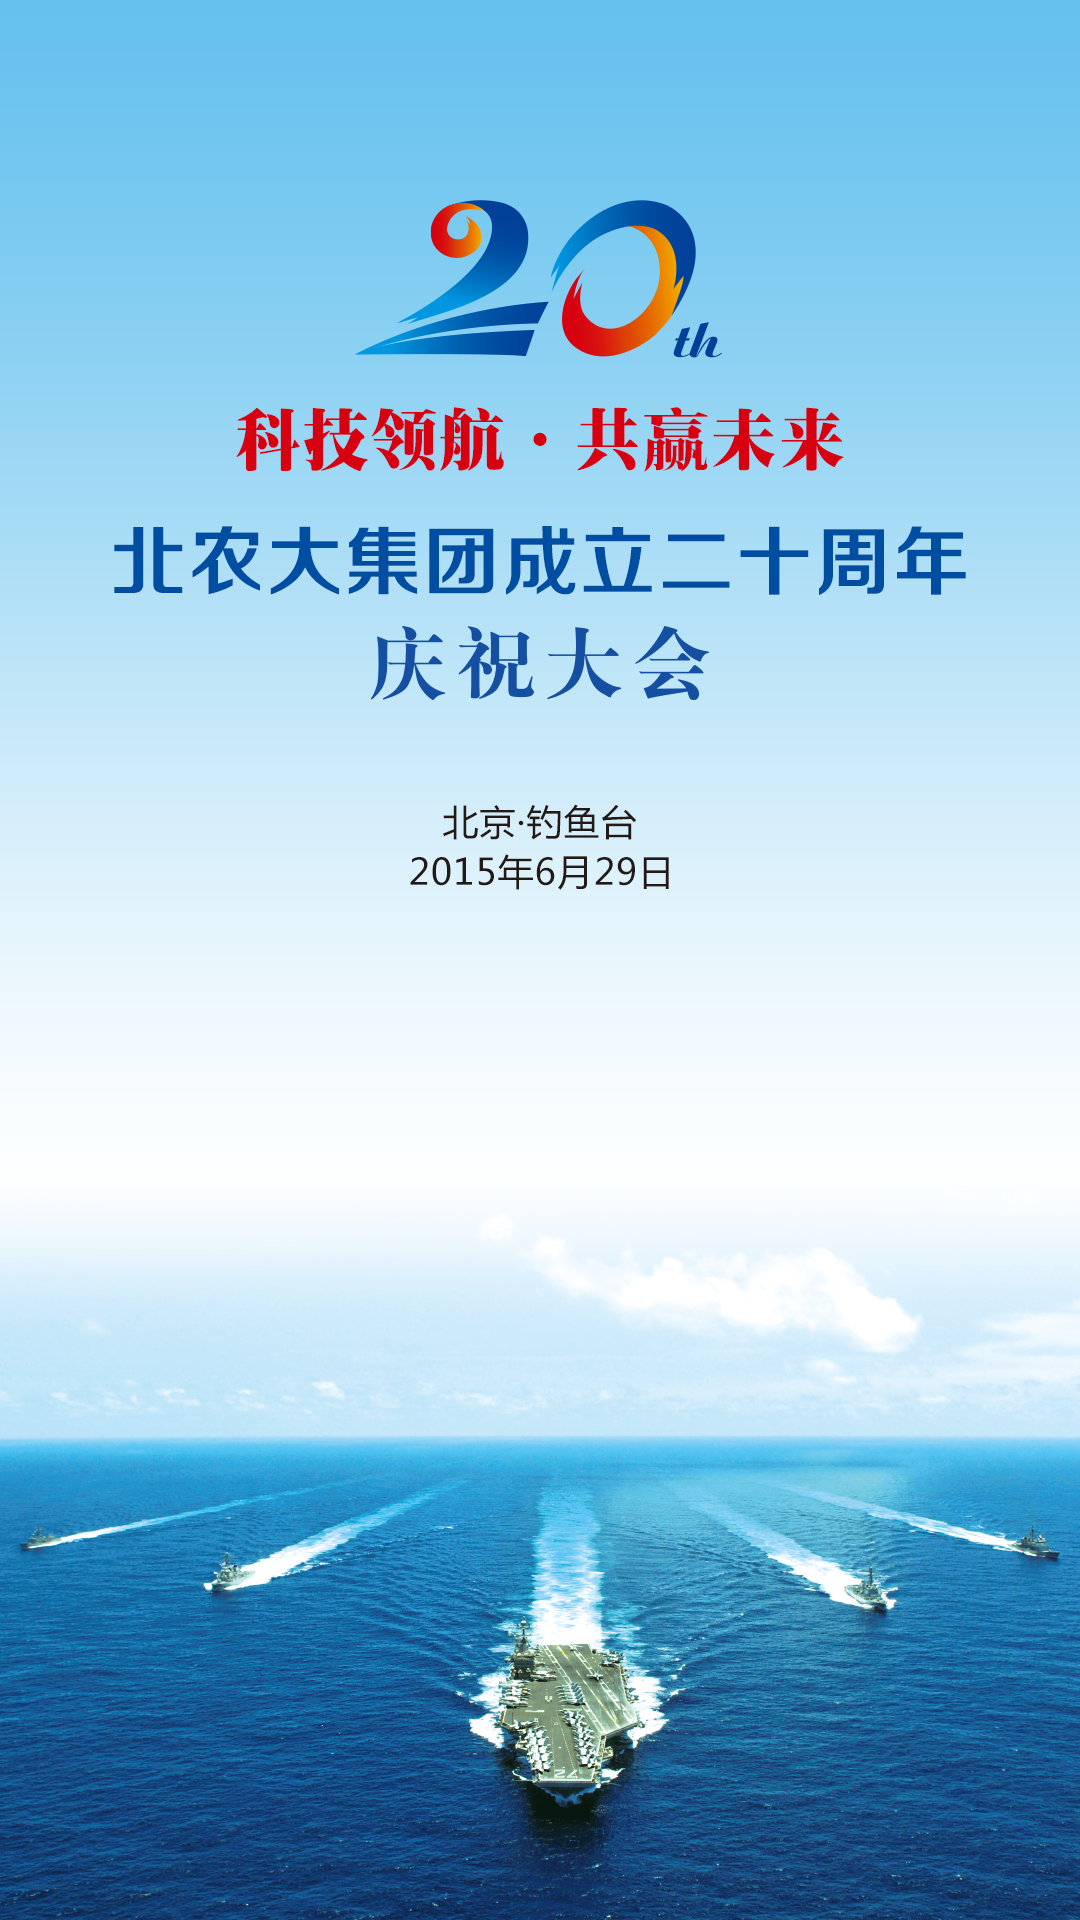 20th
科技领航·共赢未来
北农大集团成立二十周年
庆祝大会
北京·钓鱼台
2015年6月29日
72